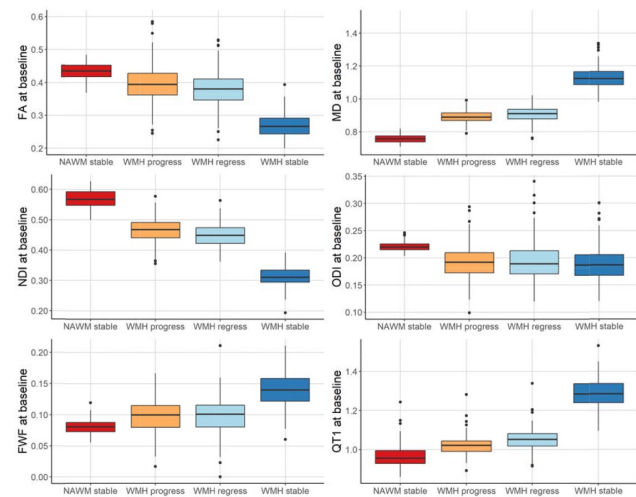 FA at baseline
0.6
0.5
0.4
0.3
0.2
NAWM stable WMH progress WMH regress WMH stable
MD at baseline
1.4
1.2
1.0
0.8
NAWM stable WMH progress WMH regress WMH stable
NDI at baseline
0.60
0.50
0.40
0.30
0.20
NAWM stable WMH progress WMH regress WMH stable
ODI at baseline
0.35
0.30
0.25
0.20
0.15
0.10
NAWM stable WMH progress WMH regress WMH stable
FWF at baseline
0.20
0.15
0.10
0.05
0.00
NAWM stable WMH progress WMH regress WMH stable
QT1 at baseline
1.4
1.2
1.0
NAWM stable WMH progress WMH regress WMH stable